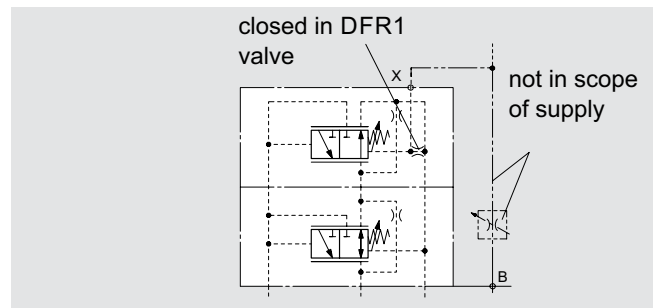 closed in DFR1
valve
X
not in scope
of supply
B